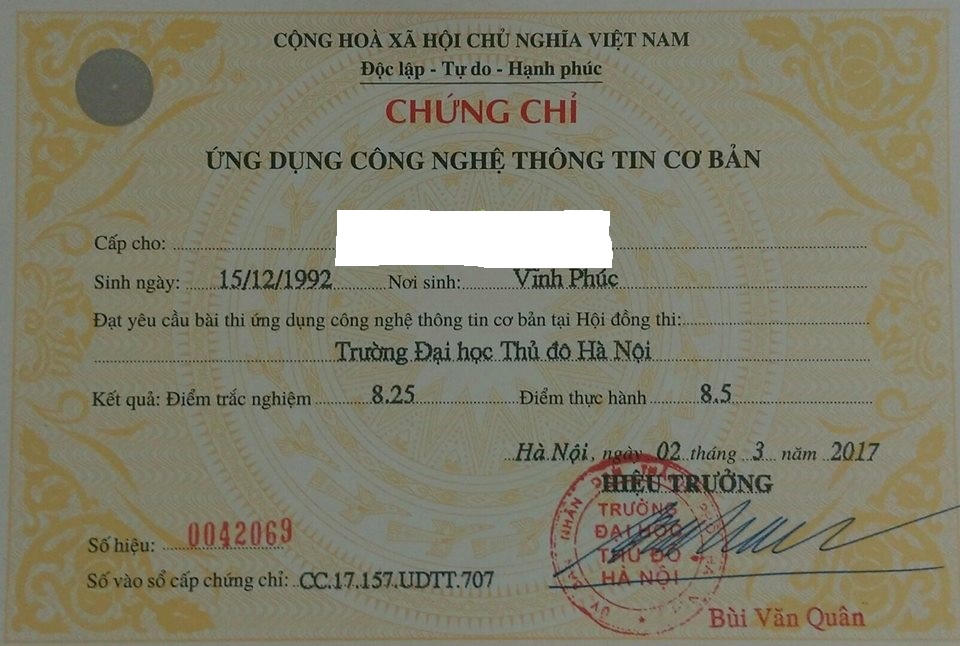 CỘNG HOÀ XÃ HỘI CHỦ NGHĨA VIỆT NAM
Độc lập - Tự do - Hạnh phúc
CHỨNG CHỈ
ỨNG DỤNG CÔNG NGHỆ THÔNG TIN CƠ BẢN
Cấp cho:
Sinh ngày: 15/12/1992 Nơi sinh: Vĩnh Phúc
Đạt yêu cầu bài thi ứng dụng công nghệ thông tin cơ bản tại Hội đồng thi:
Trường Đại học Thủ đô Hà Nội
Kết quả: Điểm trắc nghiệm 8.25 Điểm thực hành 8.5
Hà Nội, ngày 02 tháng 3 năm 2017
HIỆU TRƯỞNG
TRƯỜNG
ĐẠI HỌC
THỦ ĐÔ
HÀ NỘI
Số hiệu: 0042069
Số vào sổ cấp chứng chỉ: CC.17.157.UDTT.707
Bùi Văn Quân